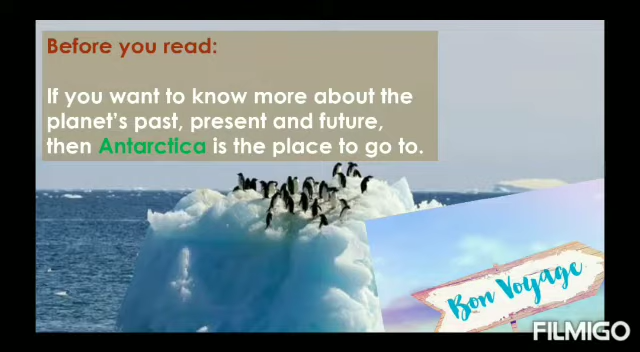 Before you read:
If you want to know more about the
planet's past, present and future,
then Antarctica is the place to go to.
Bon Voyage
FILMIGO